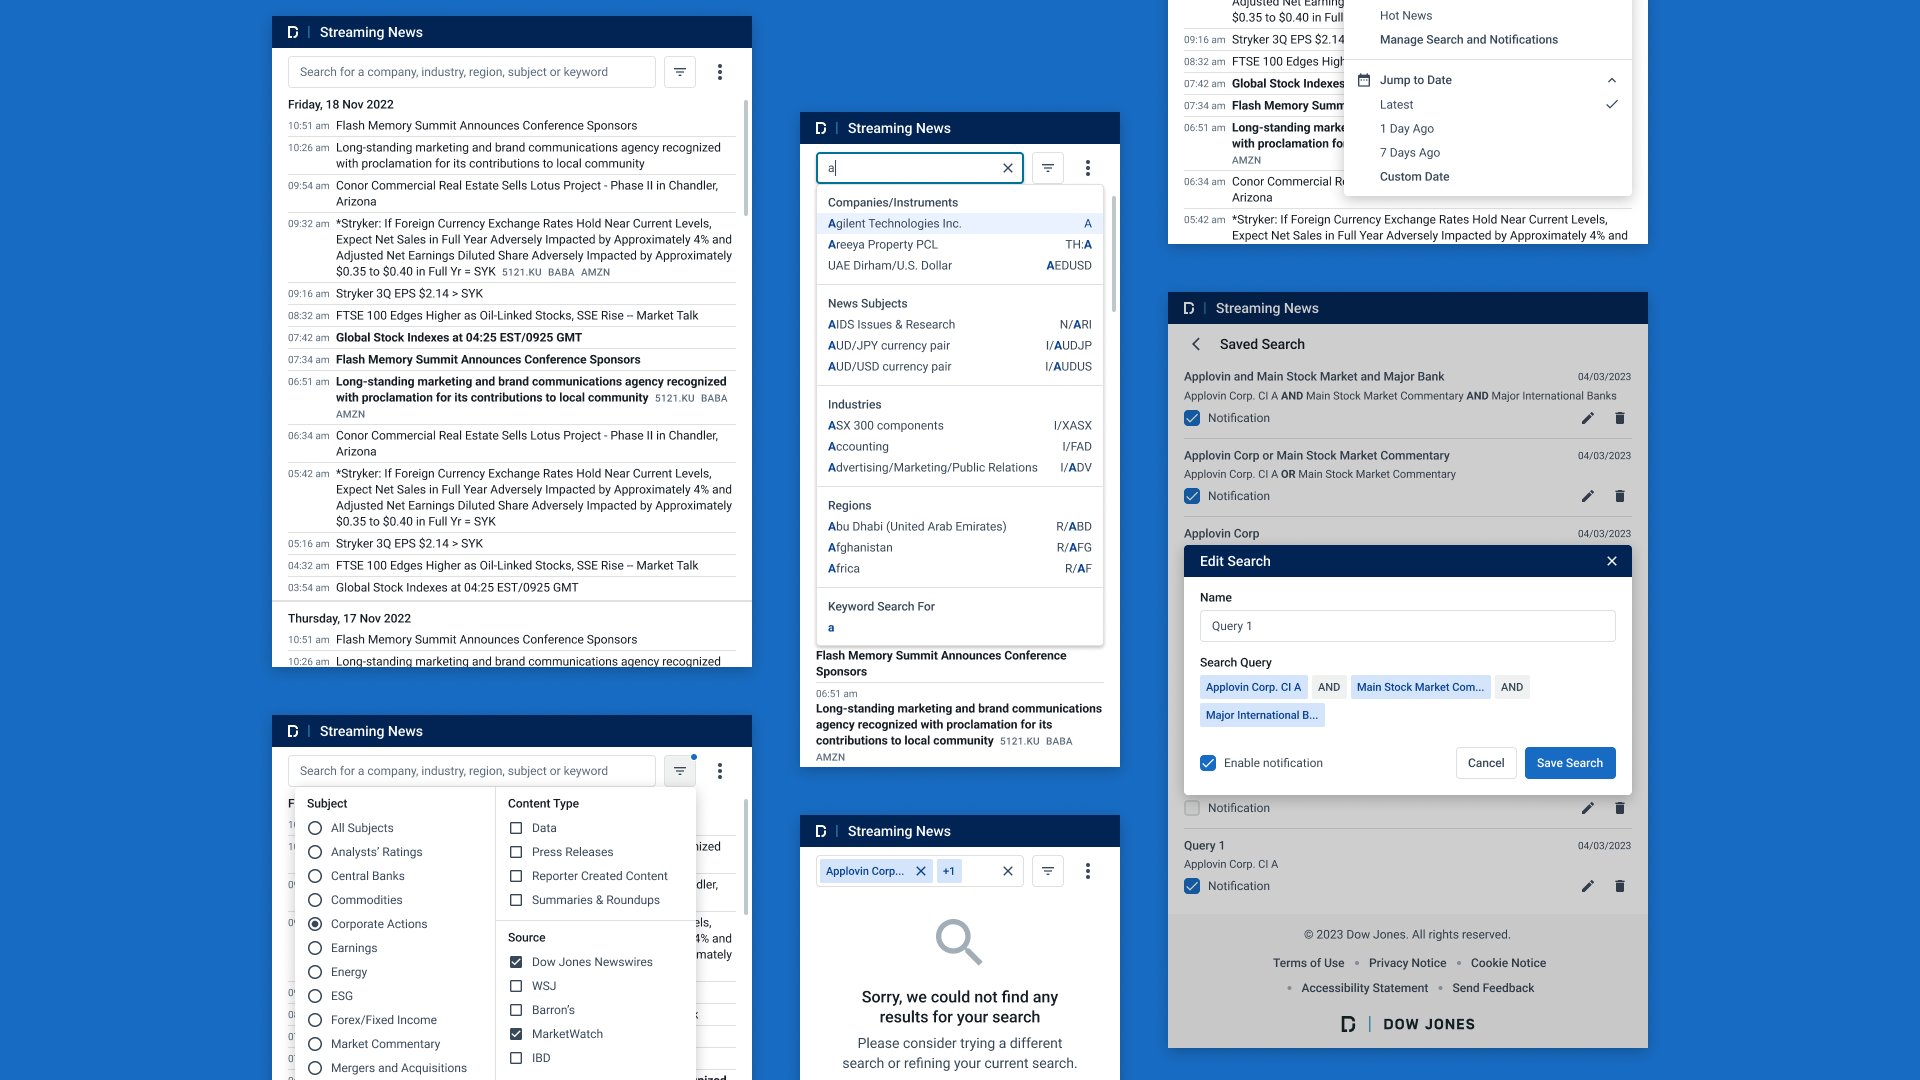 Streaming News
Search for a company, industry, region, subject or keyword
Friday, 18 Nov 2022
10:51 am Flash Memory Summit Announces Conference Sponsors
10:26 am Long-standing marketing and brand communications agency recognized
with proclamation for its contributions to local community
09:54 am Conor Commercial Real Estate Sells Lotus Project - Phase II in Chandler,
Arizona
09:32 am *Stryker: If Foreign Currency Exchange Rates Hold Near Current Levels,
Expect Net Sales in Full Year Adversely Impacted by Approximately 4% and
Adjusted Net Earnings Diluted Share Adversely Impacted by Approximately
$0.35 to $0.40 in Full Yr = SYK 5121.KU BABA AMZN
09:16 am Stryker 3Q EPS $2.14 > SYK
08:32 am FTSE 100 Edges Higher as Oil-Linked Stocks, SSE Rise -- Market Talk
07:42 am Global Stock Indexes at 04:25 EST/0925 GMT
07:34 am Flash Memory Summit Announces Conference Sponsors
06:51 am Long-standing marketing and brand communications agency recognized
with proclamation for its contributions to local community 5121.KU BABA
AMZN
06:34 am Conor Commercial Real Estate Sells Lotus Project - Phase II in Chandler,
Arizona
05:42 am *Stryker: If Foreign Currency Exchange Rates Hold Near Current Levels,
Expect Net Sales in Full Year Adversely Impacted by Approximately 4% and
Adjusted Net Earnings Diluted Share Adversely Impacted by Approximately
$0.35 to $0.40 in Full Yr = SYK
05:16 am Stryker 3Q EPS $2.14 > SYK
04:32 am FTSE 100 Edges Higher as Oil-Linked Stocks, SSE Rise -- Market Talk
03:54 am Global Stock Indexes at 04:25 EST/0925 GMT
Thursday, 17 Nov 2022
10:51 am Flash Memory Summit Announces Conference Sponsors
10:26 am Long-standing marketing and brand communications agency recognized
Streaming News
Search for a company, industry, region, subject or keyword
Subject
All Subjects
Analysts' Ratings
Central Banks
Commodities
Corporate Actions
Earnings
Energy
ESG
Forex/Fixed Income
Market Commentary
Mergers and Acquisitions
Content Type
Data
Press Releases
Reporter Created Content
Summaries & Roundups
Source
Dow Jones Newswires
WSJ
Barron's
MarketWatch
IBD
Streaming News
a
Companies/Instruments
Agilent Technologies Inc. A
Areeya Property PCL TH:A
UAE Dirham/U.S. Dollar AEDUSD
News Subjects
AIDS Issues & Research N/ARI
AUD/JPY currency pair I/AUDJP
AUD/USD currency pair I/AUDUS
Industries
ASX 300 components I/XASX
Accounting I/FAD
Advertising/Marketing/Public Relations I/ADV
Regions
Abu Dhabi (United Arab Emirates) R/ABD
Afghanistan R/AFG
Africa R/AF
Keyword Search For
a
Flash Memory Summit Announces Conference
Sponsors
06:51 am
Long-standing marketing and brand communications
agency recognized with proclamation for its
contributions to local community 5121.KU BABA
AMZN
Streaming News
Applovin Corp... +1
Sorry, we could not find any
results for your search
Please consider trying a different
search or refining your current search.
Adjusted Net Earning
$0.35 to $0.40 in Full
09:16 am Stryker 3Q EPS $2.14
08:32 am FTSE 100 Edges High
07:42 am Global Stock Indexes
07:34 am Flash Memory Summ
06:51 am Long-standing marke
with proclamation fo
AMZN
06:34 am Conor Commercial R
Arizona
05:42 am *Stryker: If Foreign Currency Exchange Rates Hold Near Current Levels,
Expect Net Sales in Full Year Adversely Impacted by Approximately 4% and
Hot News
Manage Search and Notifications
Jump to Date
Latest
1 Day Ago
7 Days Ago
Custom Date
Streaming News
Saved Search
Applovin and Main Stock Market and Major Bank 04/03/2023
Applovin Corp. CI A AND Main Stock Market Commentary AND Major International Banks
Notification
Applovin Corp or Main Stock Market Commentary 04/03/2023
Applovin Corp. CI A OR Main Stock Market Commentary
Notification
Applovin Corp 04/03/2023
Edit Search
Name
Query 1
Search Query
Applovin Corp. CI A AND Main Stock Market Com... AND
Major International B...
Enable notification Cancel Save Search
Notification
Query 1 04/03/2023
Applovin Corp. CI A
Notification
© 2023 Dow Jones. All rights reserved.
Terms of Use • Privacy Notice • Cookie Notice
• Accessibility Statement • Send Feedback
DOW JONES